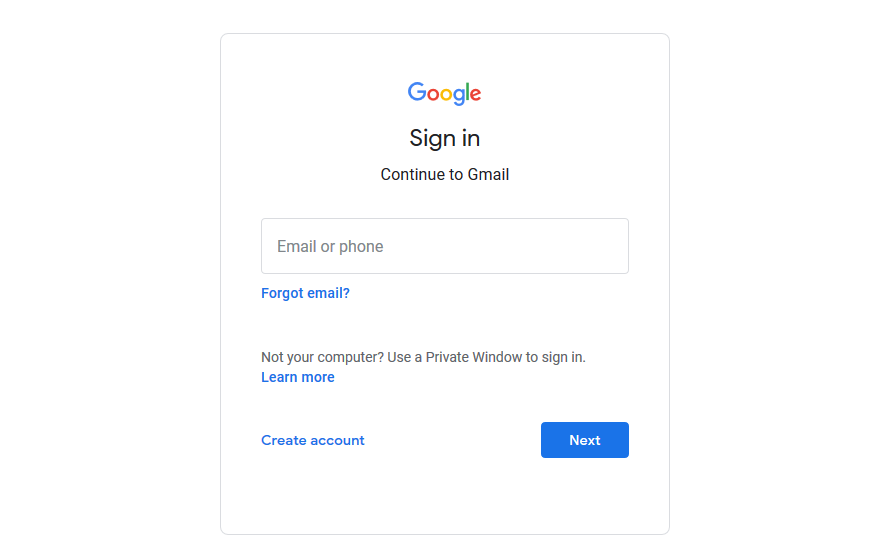 Google
Sign in
Continue to Gmail
Email or phone
Forgot email?
Not your computer? Use a Private Window to sign in.
Learn more
Create account
Next